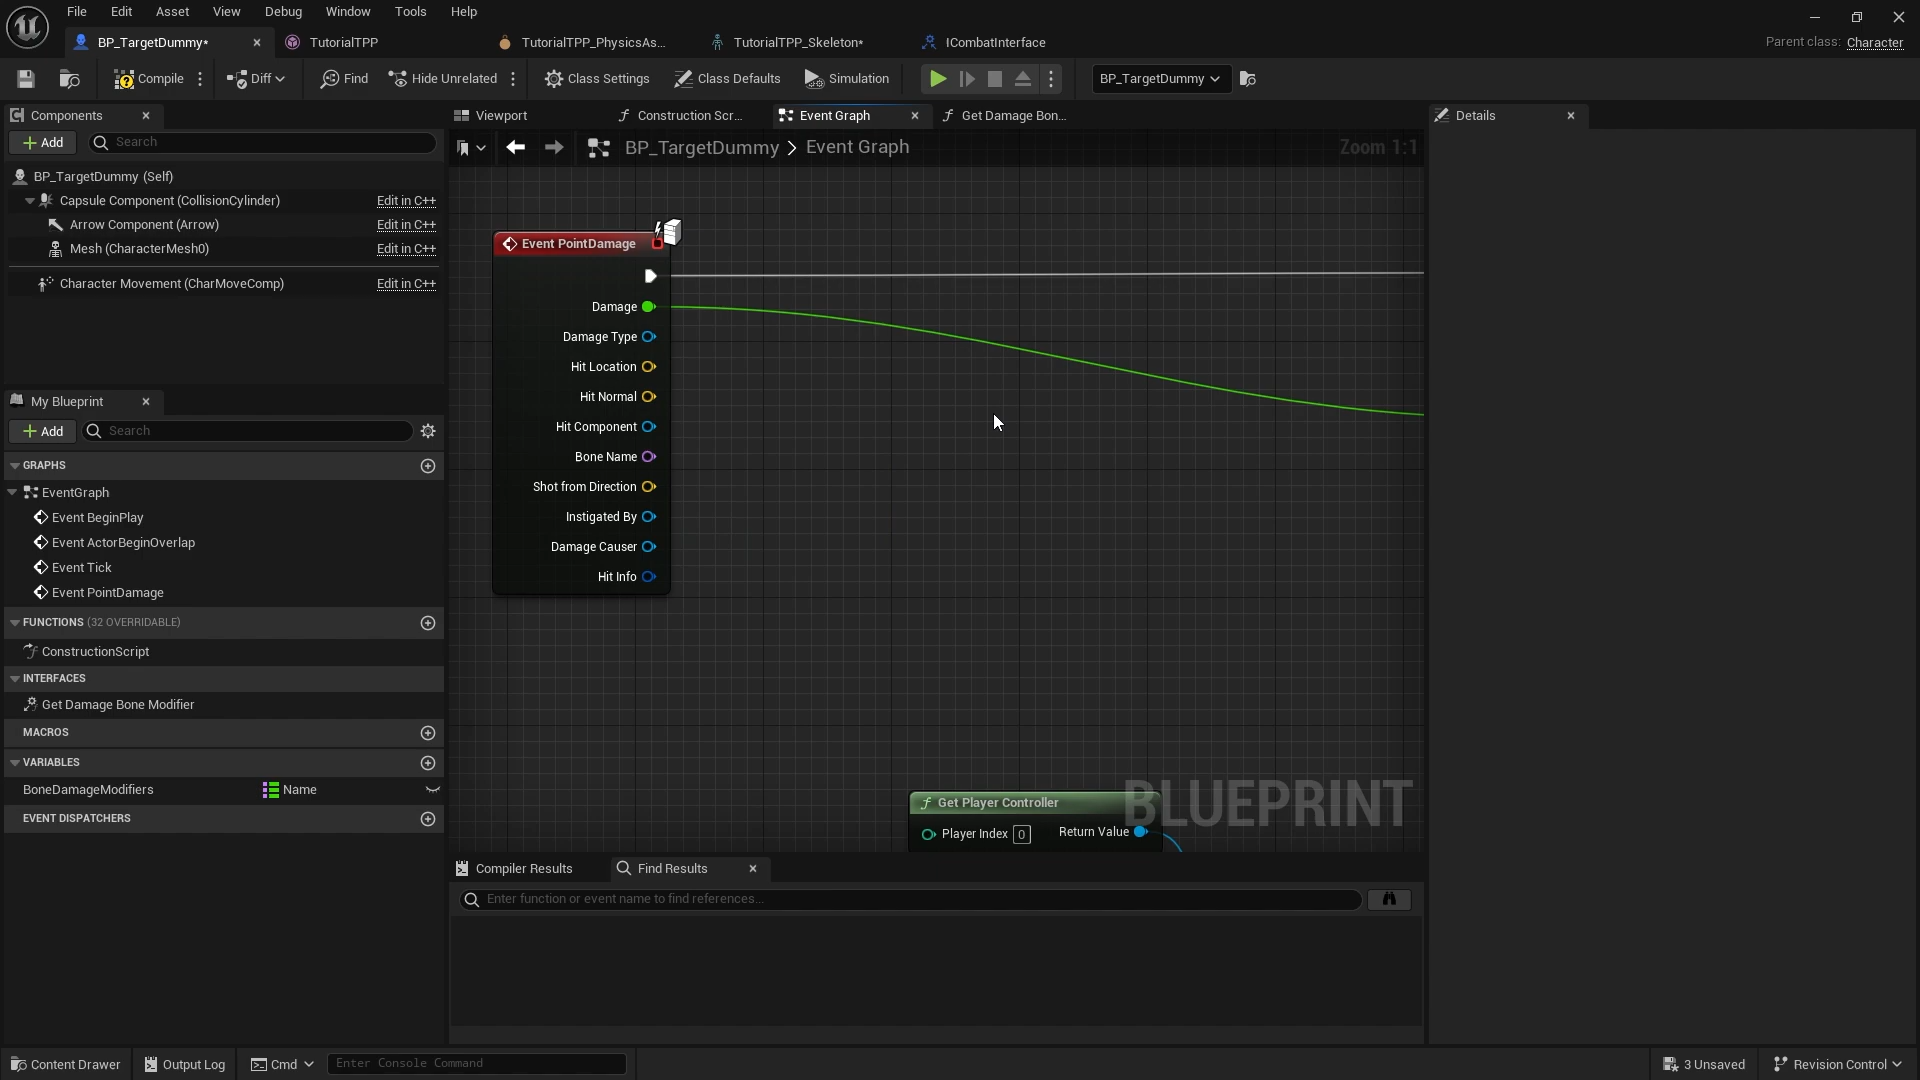 File Edit Asset View Debug Window Tools Help
BP_TargetDummy* TutorialTPP TutorialTPP_PhysicsAs... TutorialTPP_Skeleton* ICombatInterface
Parent class: Character
Compile Diff Find Hide Unrelated Class Settings Class Defaults Simulation BP_TargetDummy
Components
Add Search
BP_TargetDummy (Self)
Capsule Component (CollisionCylinder) Edit in C++
Arrow Component (Arrow) Edit in C++
Mesh (CharacterMesh0) Edit in C++
Character Movement (CharMoveComp) Edit in C++
My Blueprint
Add Search
GRAPHS
EventGraph
Event BeginPlay
Event ActorBeginOverlap
Event Tick
Event PointDamage
FUNCTIONS (32 OVERRIDABLE)
ConstructionScript
INTERFACES
Get Damage Bone Modifier
MACROS
VARIABLES
BoneDamageModifiers Name
EVENT DISPATCHERS
Viewport Construction Scr... Event Graph Get Damage Bon...
BP_TargetDummy > Event Graph
Zoom 1:1
Event PointDamage
Damage
Damage Type
Hit Location
Hit Normal
Hit Component
Bone Name
Shot from Direction
Instigated By
Damage Causer
Hit Info
Get Player Controller
Player Index 0 Return Value
BLUEPRINT
Compiler Results Find Results
Enter function or event name to find references...
Details
Content Drawer Output Log Cmd Enter Console Command
3 Unsaved Revision Control